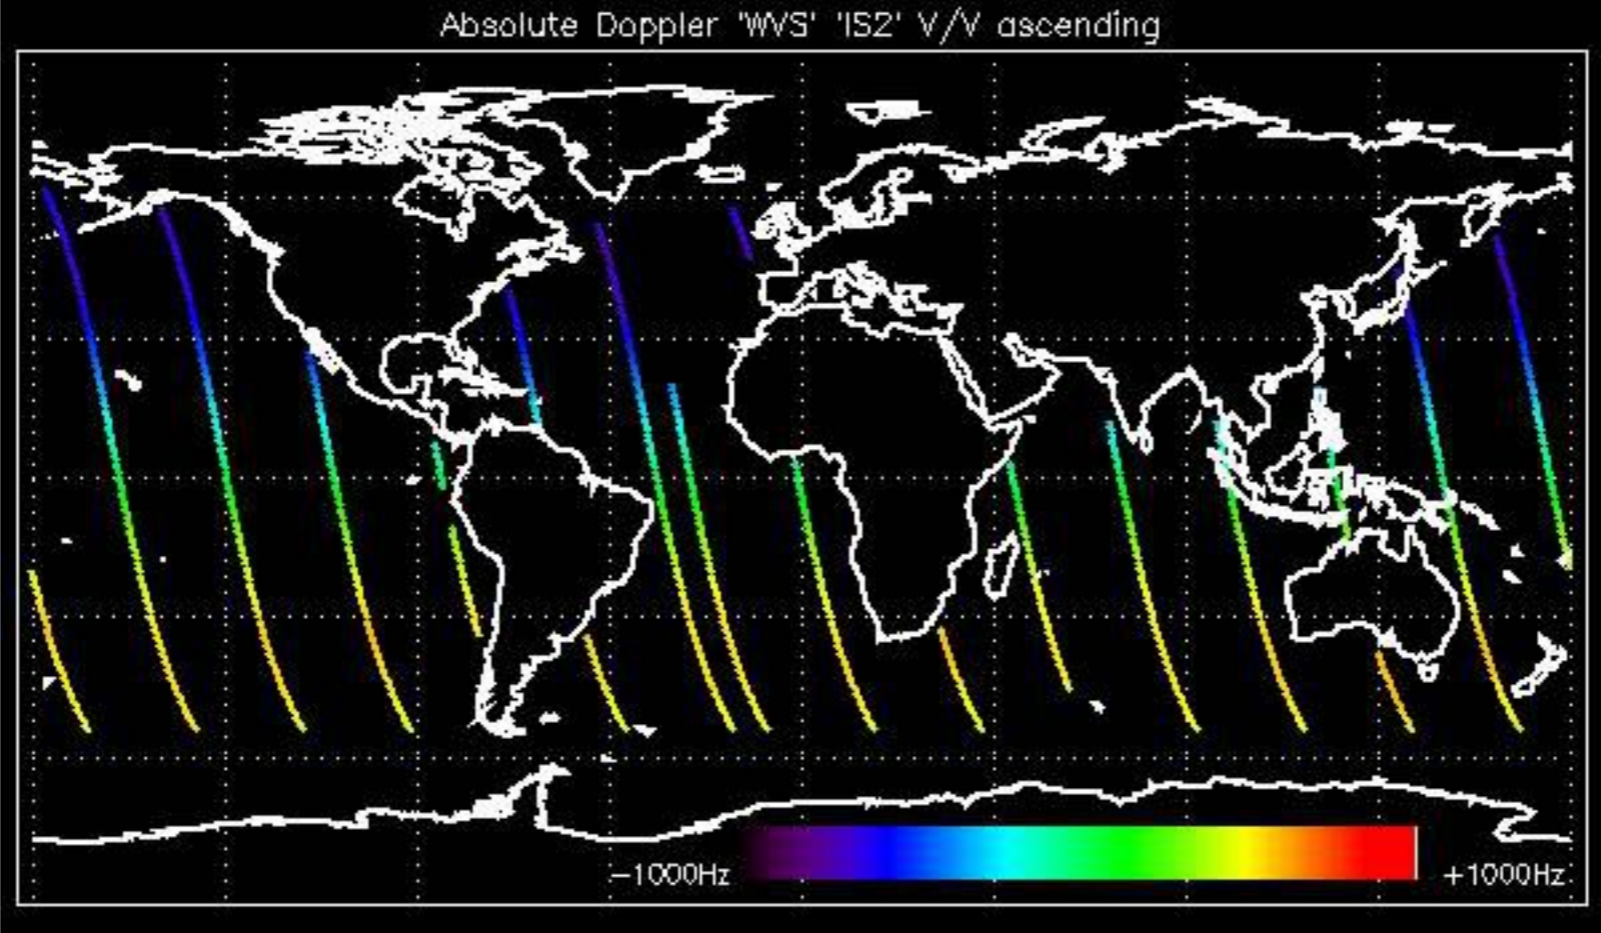 Absolute Doppler 'WVS' 'IS2' V/V ascending
-1000Hz +1000Hz